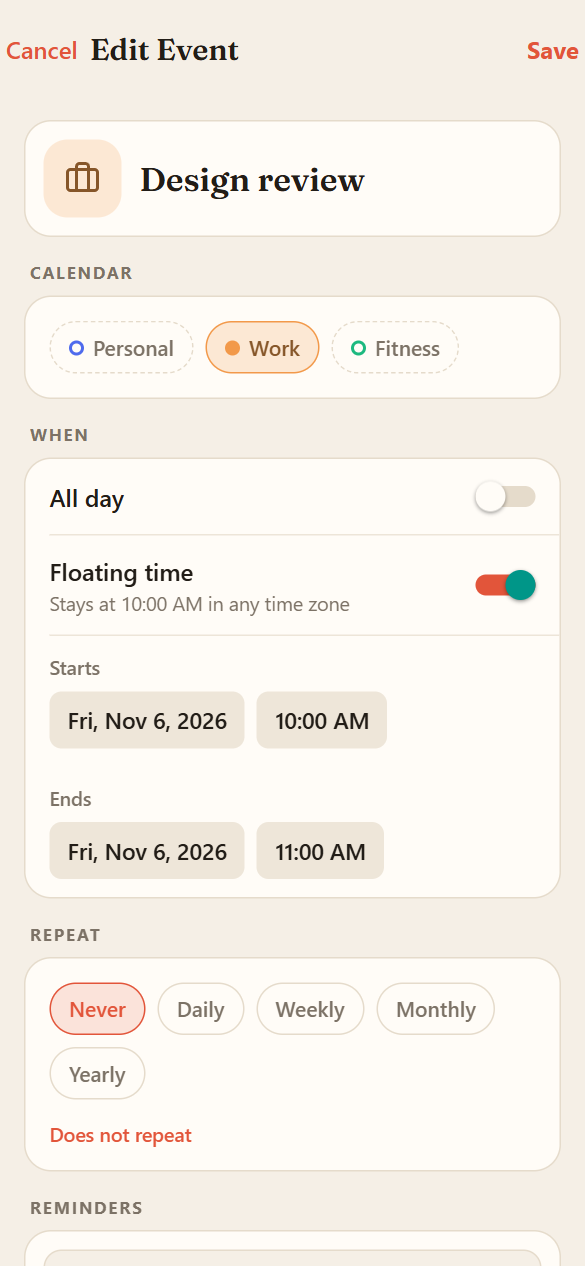 Cancel Edit Event Save
Design review
CALENDAR
Personal Work Fitness
WHEN
All day
Floating time
Stays at 10:00 AM in any time zone
Starts
Fri, Nov 6, 2026 10:00 AM
Ends
Fri, Nov 6, 2026 11:00 AM
REPEAT
Never Daily Weekly Monthly
Yearly
Does not repeat
REMINDERS